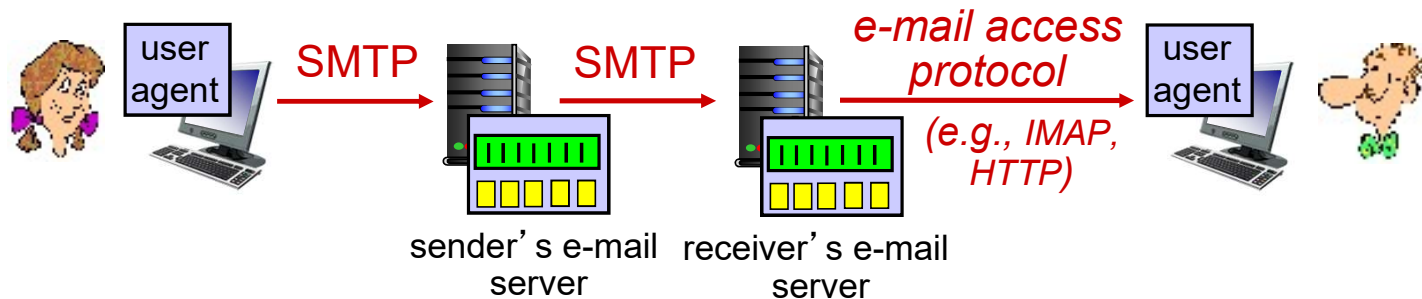 user
agent
SMTP
SMTP
e-mail access
protocol
(e.g., IMAP,
HTTP)
user
agent
sender’s e-mail
server
receiver’s e-mail
server